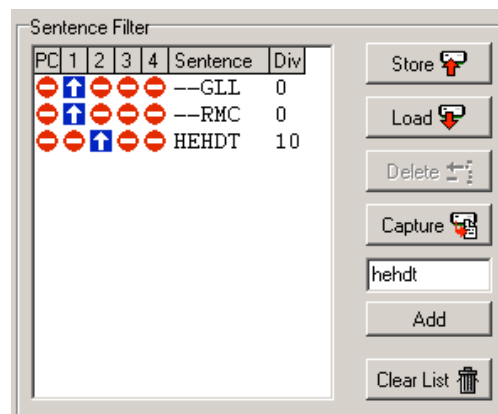 Sentence Filter
PC 1 2 3 4 Sentence Div
--GLL 0
--RMC 0
HEHDT 10
Store
Load
Delete
Capture
hehdt
Add
Clear List